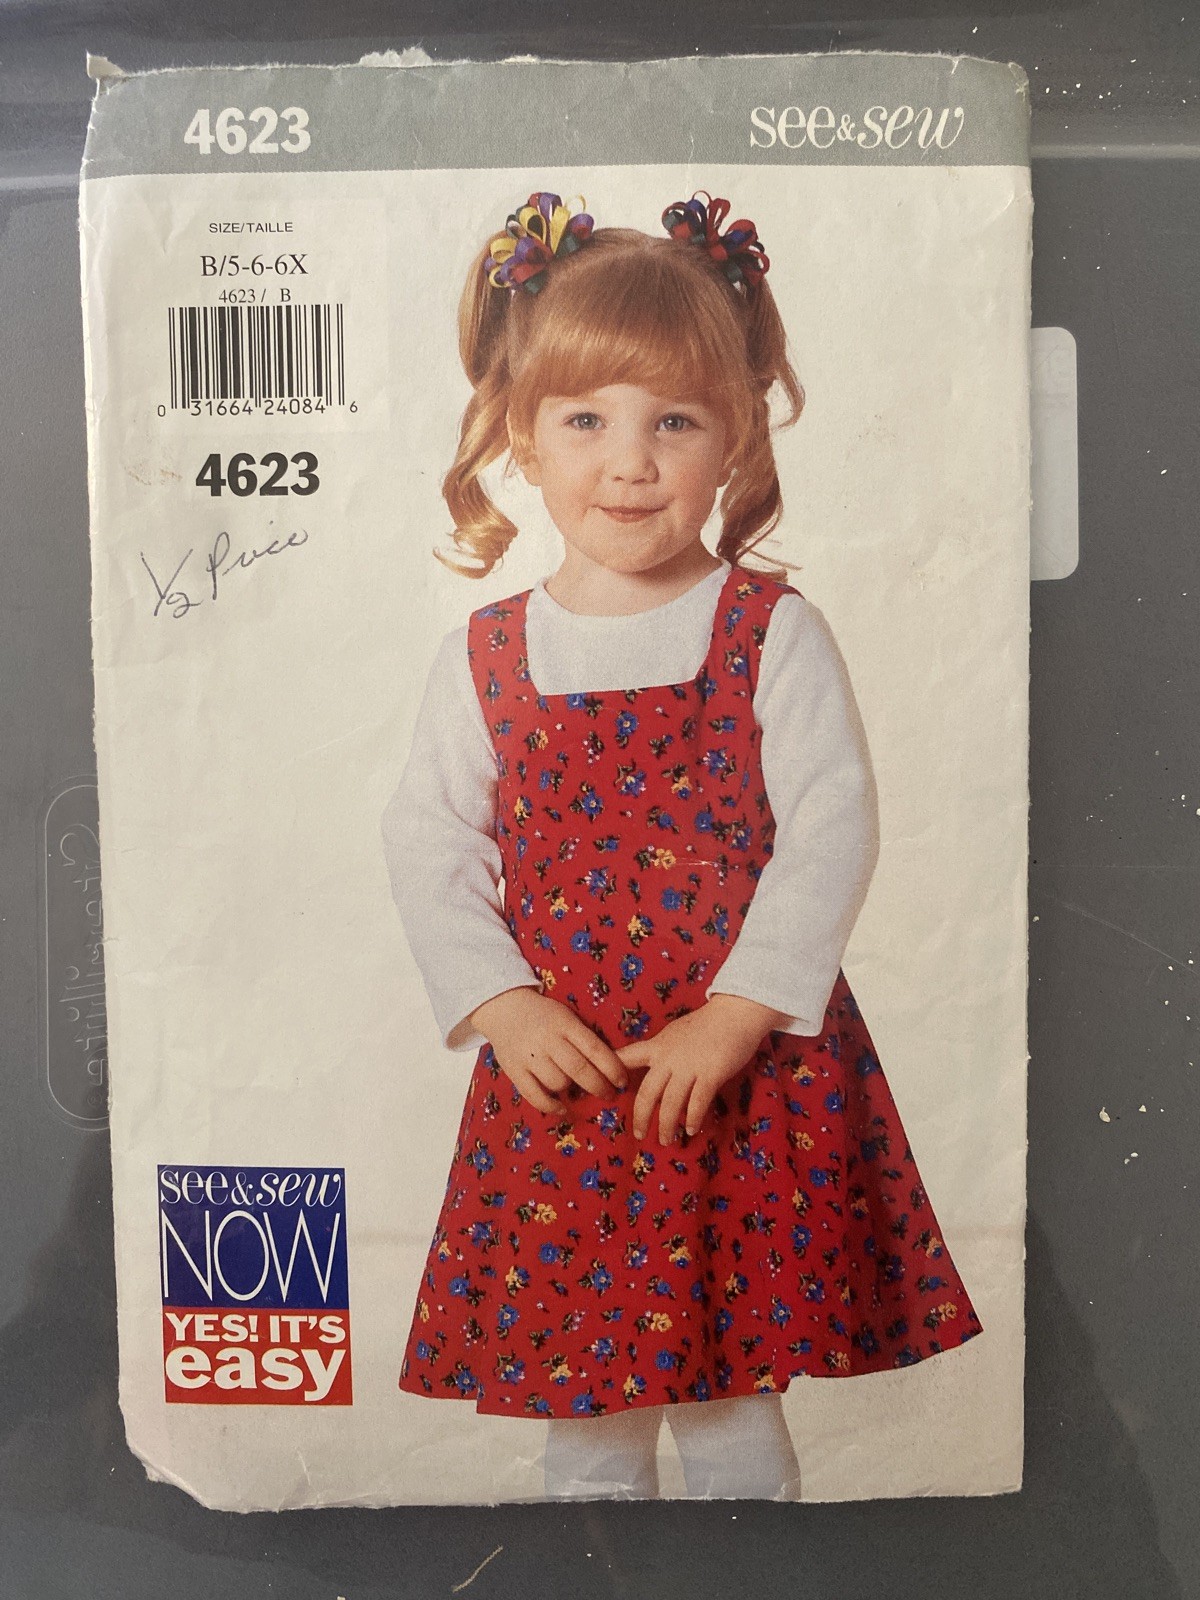 4623
see&sew
SIZE/TAILLE
B/5-6-6X
4623/ B
0 31664 24084 6
4623
1/2 Price
see&sew
NOW
YES! IT'S
easy
Sterilite